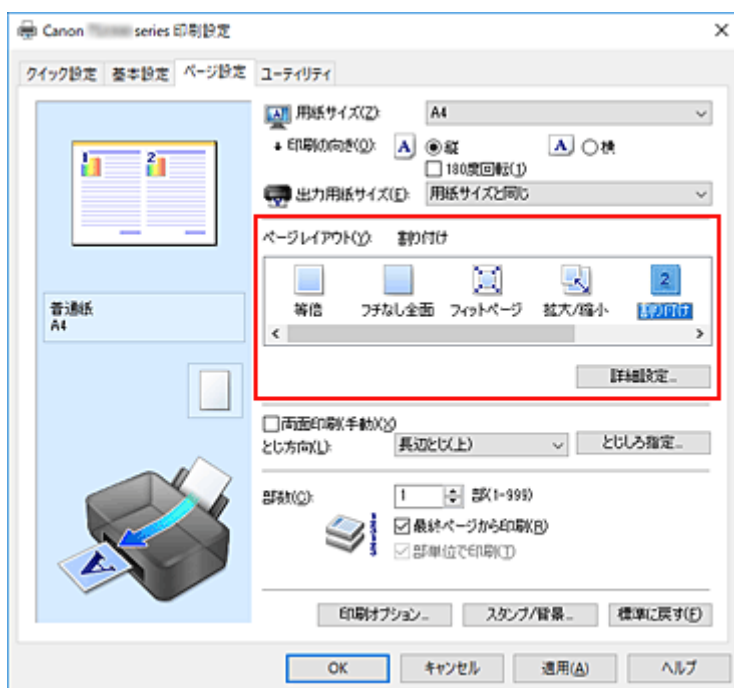 Canon series 印刷設定
クイック設定 基本設定 ページ設定 ユーティリティ
用紙サイズ(Z): A4
印刷の向き(O): A 縦 A 横
180度回転(J)
出力用紙サイズ(E): 用紙サイズと同じ
ページレイアウト(Y): 割り付け
等倍 フチなし全面 フィットページ 拡大/縮小 2 割り付け
詳細設定...
1 2
普通紙
A4
両面印刷(手動)(X)
とじ方向(L): 長辺とじ(上) とじしろ指定...
部数(C): 1 部(1-999)
最終ページから印刷(R)
部単位で印刷(T)
A
印刷オプション... スタンプ/背景... 標準に戻す(F)
OK キャンセル 適用(A) ヘルプ